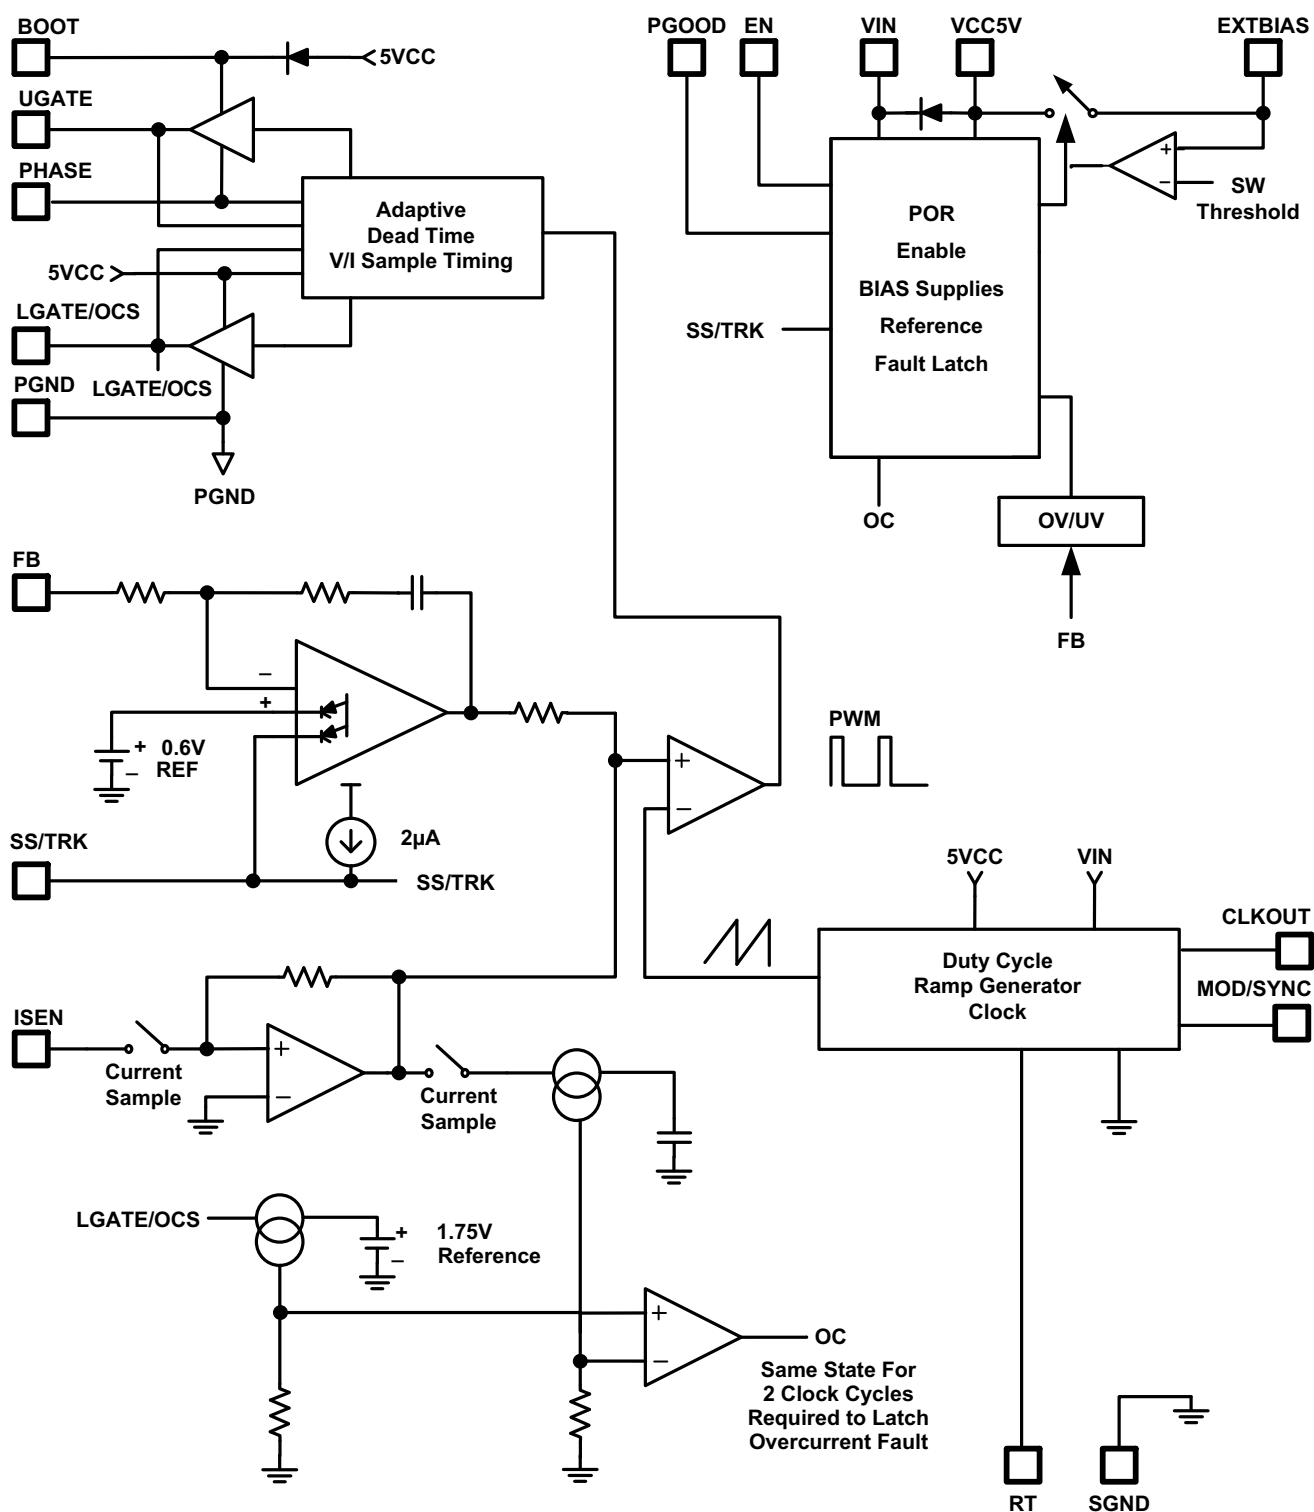 BOOT
5VCC
UGATE
PHASE
Adaptive
Dead Time
V/I Sample Timing
5VCC
LGATE/OCS
LGATE/OCS
PGND
PGND
PGOOD
EN
VIN
VCC5V
EXTBIAS
+
−
SW
Threshold
POR
Enable
BIAS Supplies
Reference
Fault Latch
SS/TRK
OC
OV/UV
FB
FB
−
+
+
−
0.6V
REF
2µA
SS/TRK
SS/TRK
+
−
PWM
5VCC
VIN
Duty Cycle
Ramp Generator
Clock
CLKOUT
MOD/SYNC
ISEN
Current
Sample
+
−
Current
Sample
LGATE/OCS
+
−
1.75V
Reference
+
−
OC
Same State For
2 Clock Cycles
Required to Latch
Overcurrent Fault
RT
SGND